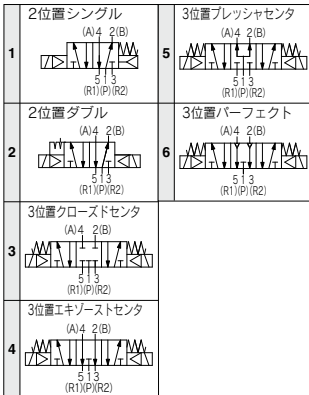 1
2位置シングル
(A)4 2(B)
5 1 3
(R1)(P)(R2)
2
2位置ダブル
(A)4 2(B)
5 1 3
(R1)(P)(R2)
3
3位置クローズドセンタ
(A)4 2(B)
5 1 3
(R1)(P)(R2)
4
3位置エキゾーストセンタ
(A)4 2(B)
5 1 3
(R1)(P)(R2)
5
3位置プレッシャセンタ
(A)4 2(B)
5 1 3
(R1)(P)(R2)
6
3位置パーフェクト
(A)4 2(B)
5 1 3
(R1)(P)(R2)